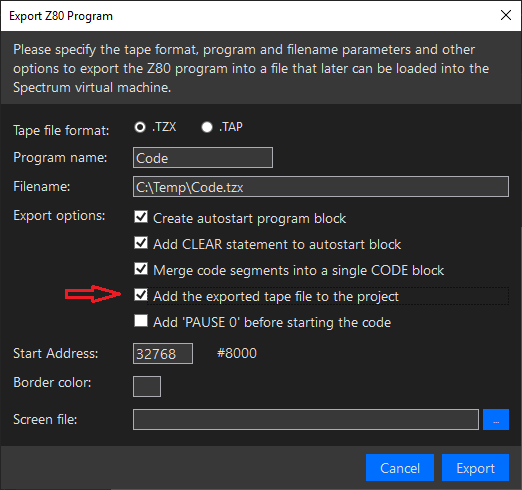 Export Z80 Program
Please specify the tape format, program and filename parameters and other
options to export the Z80 program into a file that later can be loaded into the
Spectrum virtual machine.
Tape file format: .TZX .TAP
Program name: Code
Filename: C:\Temp\Code.tzx
Export options: Create autostart program block
Add CLEAR statement to autostart block
Merge code segments into a single CODE block
Add the exported tape file to the project
Add 'PAUSE 0' before starting the code
Start Address: 32768 #8000
Border color:
Screen file: ...
Cancel Export